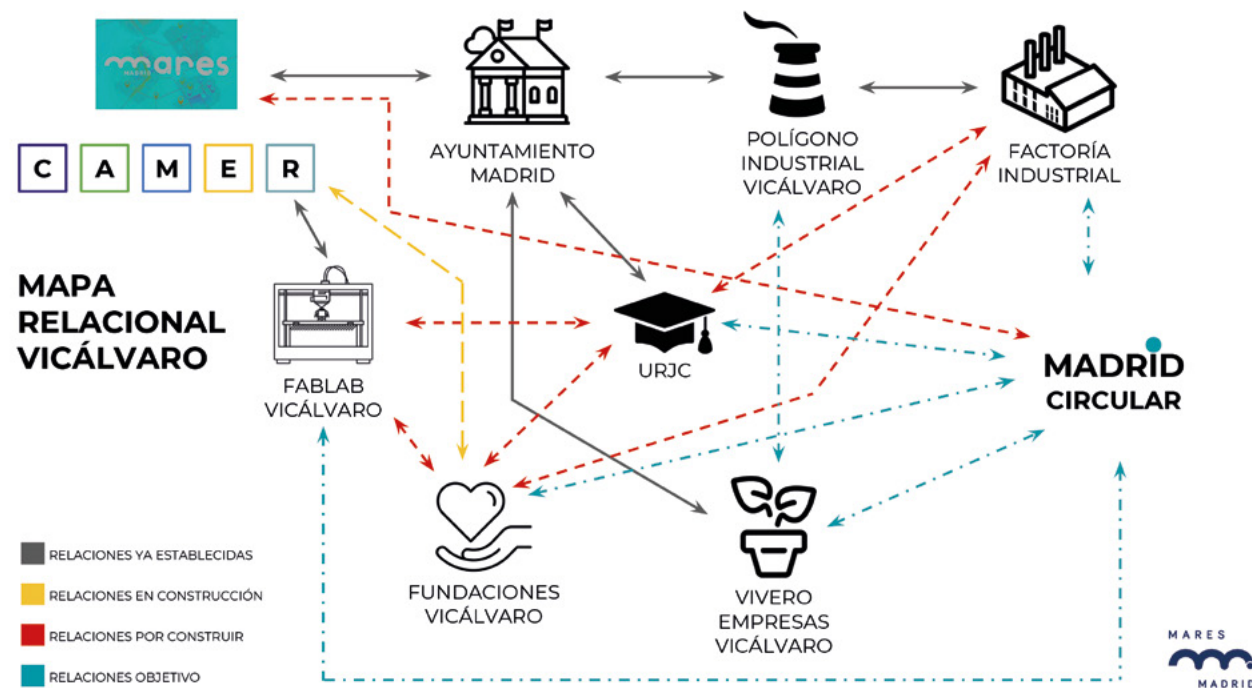 mares
MADRID
AYUNTAMIENTO
MADRID
POLÍGONO
INDUSTRIAL
VICÁLVARO
FACTORÍA
INDUSTRIAL
C A M E R
MAPA
RELACIONAL
VICÁLVARO
FABLAB
VICÁLVARO
URJC
MADRID
CIRCULAR
FUNDACIONES
VICÁLVARO
VIVERO
EMPRESAS
VICÁLVARO
RELACIONES YA ESTABLECIDAS
RELACIONES EN CONSTRUCCIÓN
RELACIONES POR CONSTRUIR
RELACIONES OBJETIVO
MARES
MADRID